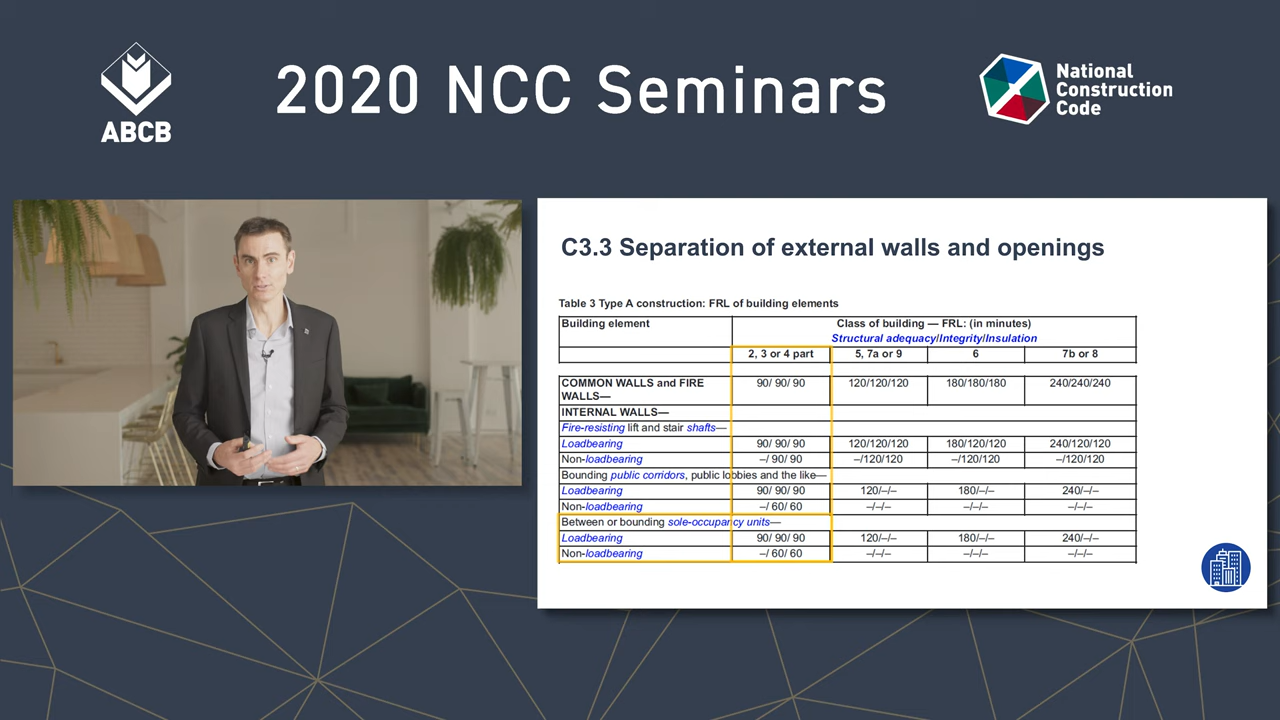 ABCB
2020 NCC Seminars
National
Construction
Code
C3.3 Separation of external walls and openings
Table 3 Type A construction: FRL of building elements
Building element Class of building — FRL: (in minutes)
Structural adequacy/Integrity/Insulation
2, 3 or 4 part 5, 7a or 9 6 7b or 8
COMMON WALLS and FIRE 90/ 90/ 90 120/120/120 180/180/180 240/240/240
WALLS—
INTERNAL WALLS—
Fire-resisting lift and stair shafts—
Loadbearing 90/ 90/ 90 120/120/120 180/120/120 240/120/120
Non-loadbearing –/ 90/ 90 –/120/120 –/120/120 –/120/120
Bounding public corridors, public lobbies and the like—
Loadbearing 90/ 90/ 90 120/–/– 180/–/– 240/–/–
Non-loadbearing –/ 60/ 60 –/–/– –/–/– –/–/–
Between or bounding sole-occupancy units—
Loadbearing 90/ 90/ 90 120/–/– 180/–/– 240/–/–
Non-loadbearing –/ 60/ 60 –/–/– –/–/– –/–/–